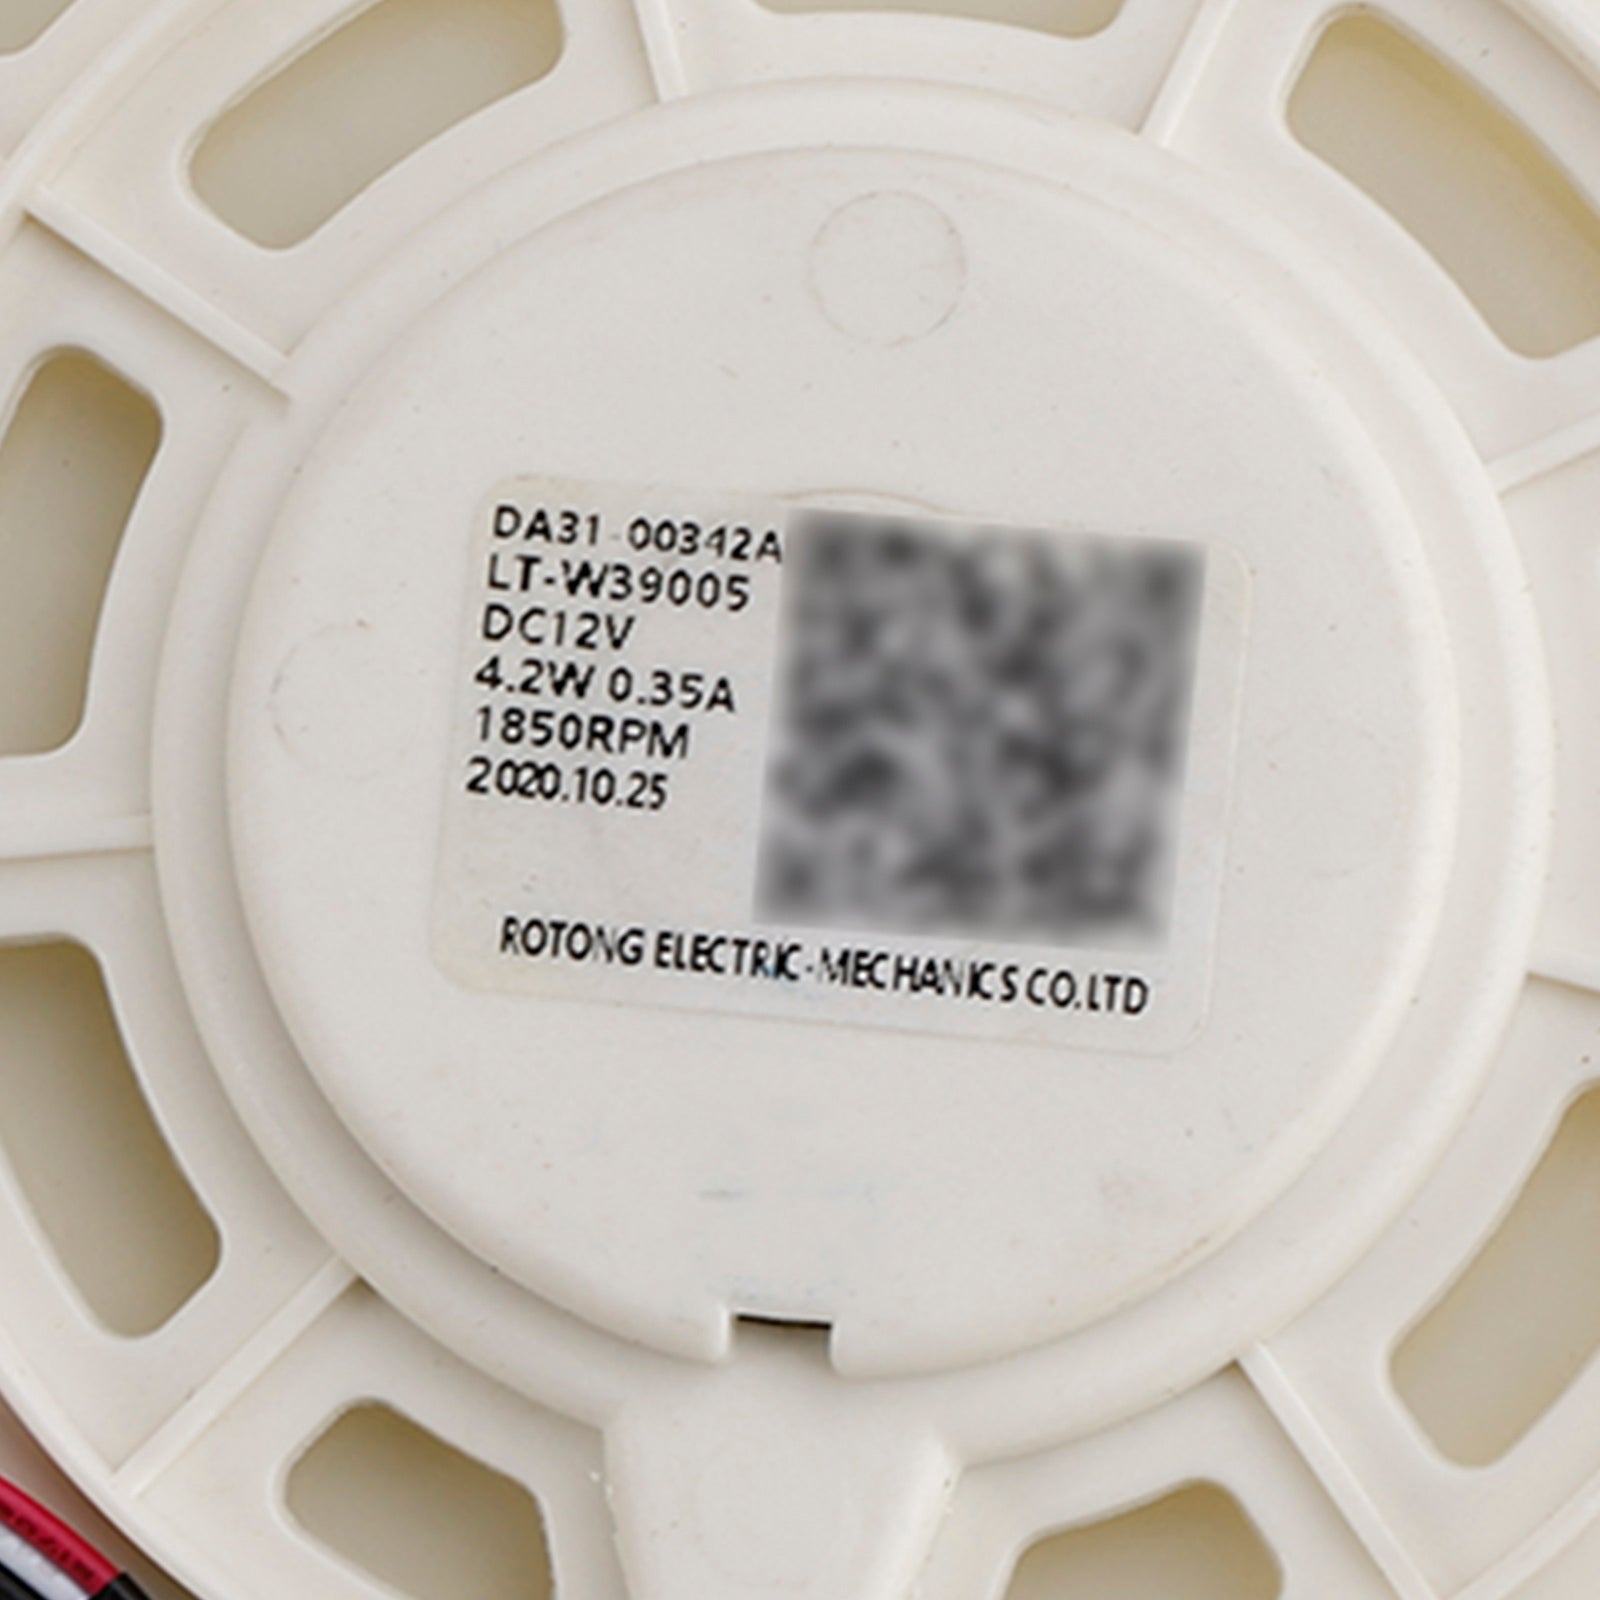 DA31-00342A
LT-W39005
DC12V
4.2W 0.35A
1850RPM
2020.10.25
ROTONG ELECTRIC-MECHANICS CO.LTD